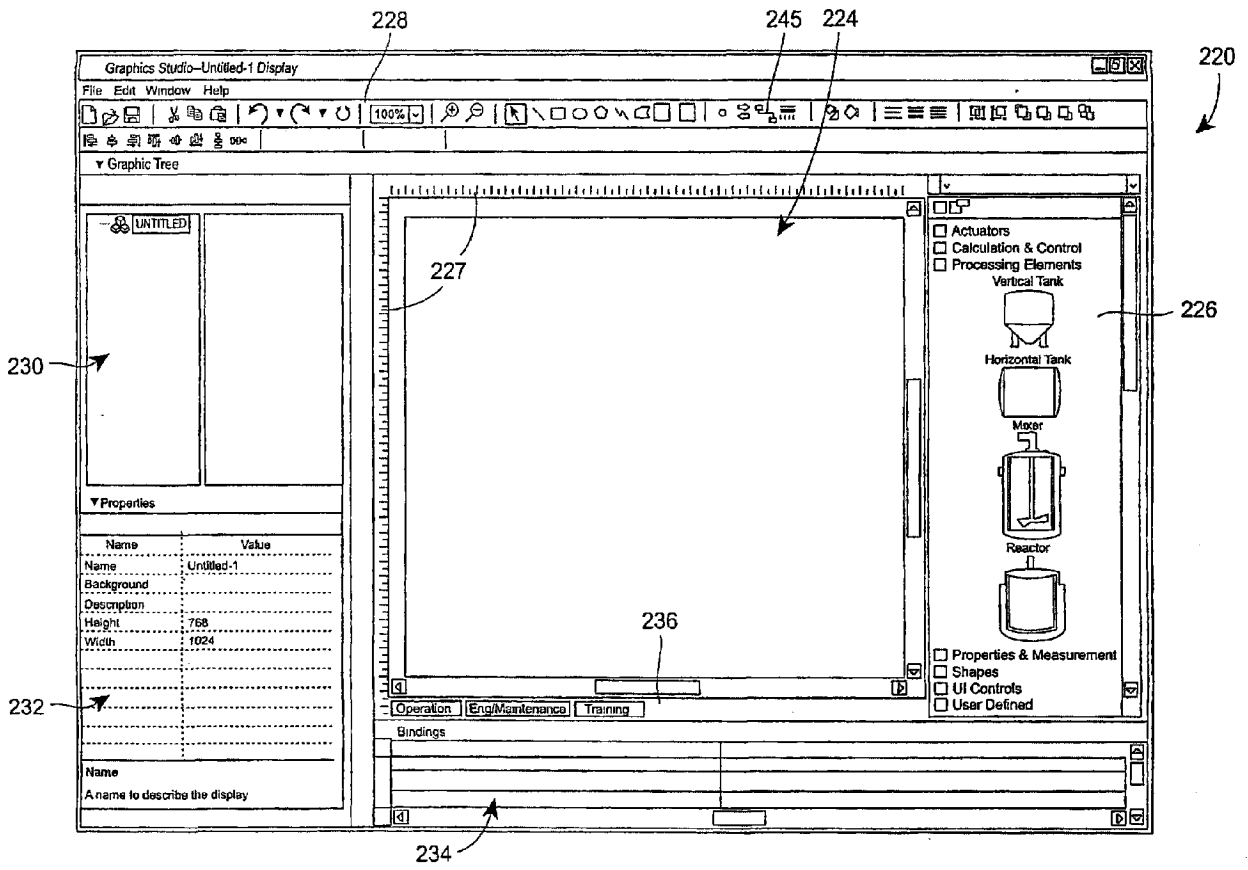 228
245
224
220
Graphics Studio–Untitled-1 Display
File Edit Window Help
100%
Graphic Tree
UNTITLED
227
230
Actuators
Calculation & Control
Processing Elements
Vertical Tank
226
Horizontal Tank
Mixer
Reactor
Properties & Measurement
Shapes
UI Controls
User Defined
Properties
Name Value
Name Untitled-1
Background
Description
Height 768
Width 1024
232
Name
A name to describe the display
236
Operation Eng/Maintenance Training
Bindings
234